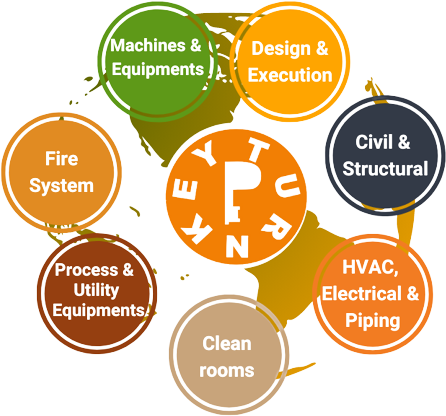 Machines &
Equipments
Design &
Execution
Civil &
Structural
HVAC,
Electrical &
Piping
Clean
rooms
Process &
Utility
Equipments.
Fire
System
TURNKEY
P